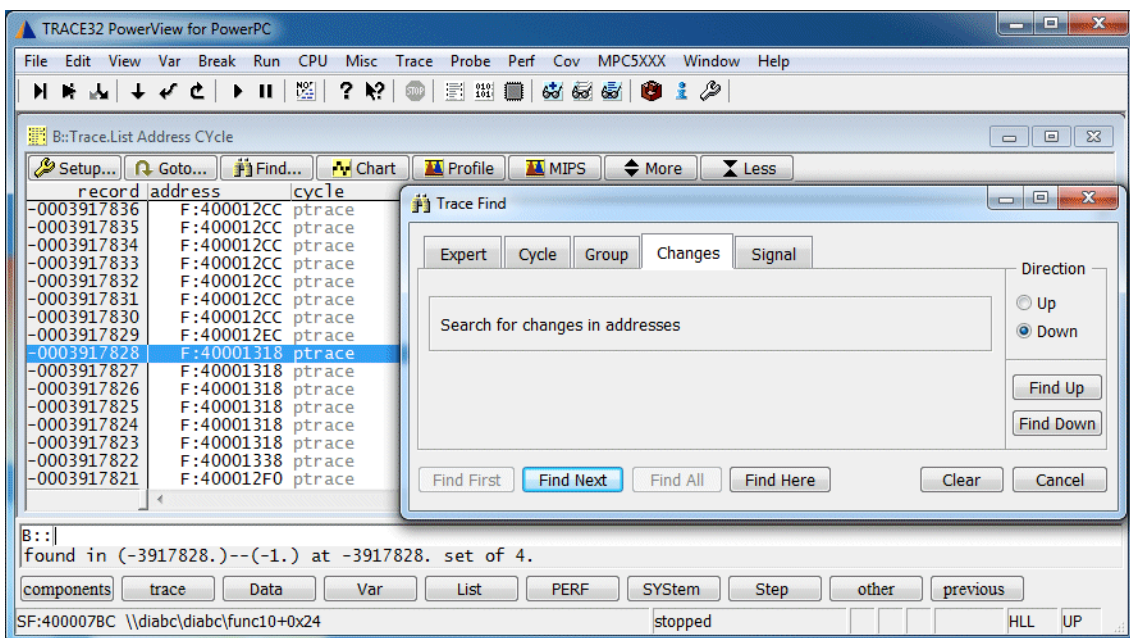 TRACE32 PowerView for PowerPC
File Edit View Var Break Run CPU Misc Trace Probe Perf Cov MPC5XXX Window Help
B::Trace.List Address CYcle
Setup... Goto... Find... Chart Profile MIPS More Less
record address cycle
-0003917836 F:400012CC ptrace
-0003917835 F:400012CC ptrace
-0003917834 F:400012CC ptrace
-0003917833 F:400012CC ptrace
-0003917832 F:400012CC ptrace
-0003917831 F:400012CC ptrace
-0003917830 F:400012CC ptrace
-0003917829 F:400012EC ptrace
-0003917828 F:40001318 ptrace
-0003917827 F:40001318 ptrace
-0003917826 F:40001318 ptrace
-0003917825 F:40001318 ptrace
-0003917824 F:40001318 ptrace
-0003917823 F:40001318 ptrace
-0003917822 F:40001338 ptrace
-0003917821 F:400012F0 ptrace
Trace Find
Expert Cycle Group Changes Signal
Search for changes in addresses
Direction
Up
Down
Find Up
Find Down
Find First Find Next Find All Find Here Clear Cancel
B::
found in (-3917828.)--(-1.) at -3917828. set of 4.
components trace Data Var List PERF SYStem Step other previous
SF:400007BC \\diabc\diabc\func10+0x24 stopped HLL UP